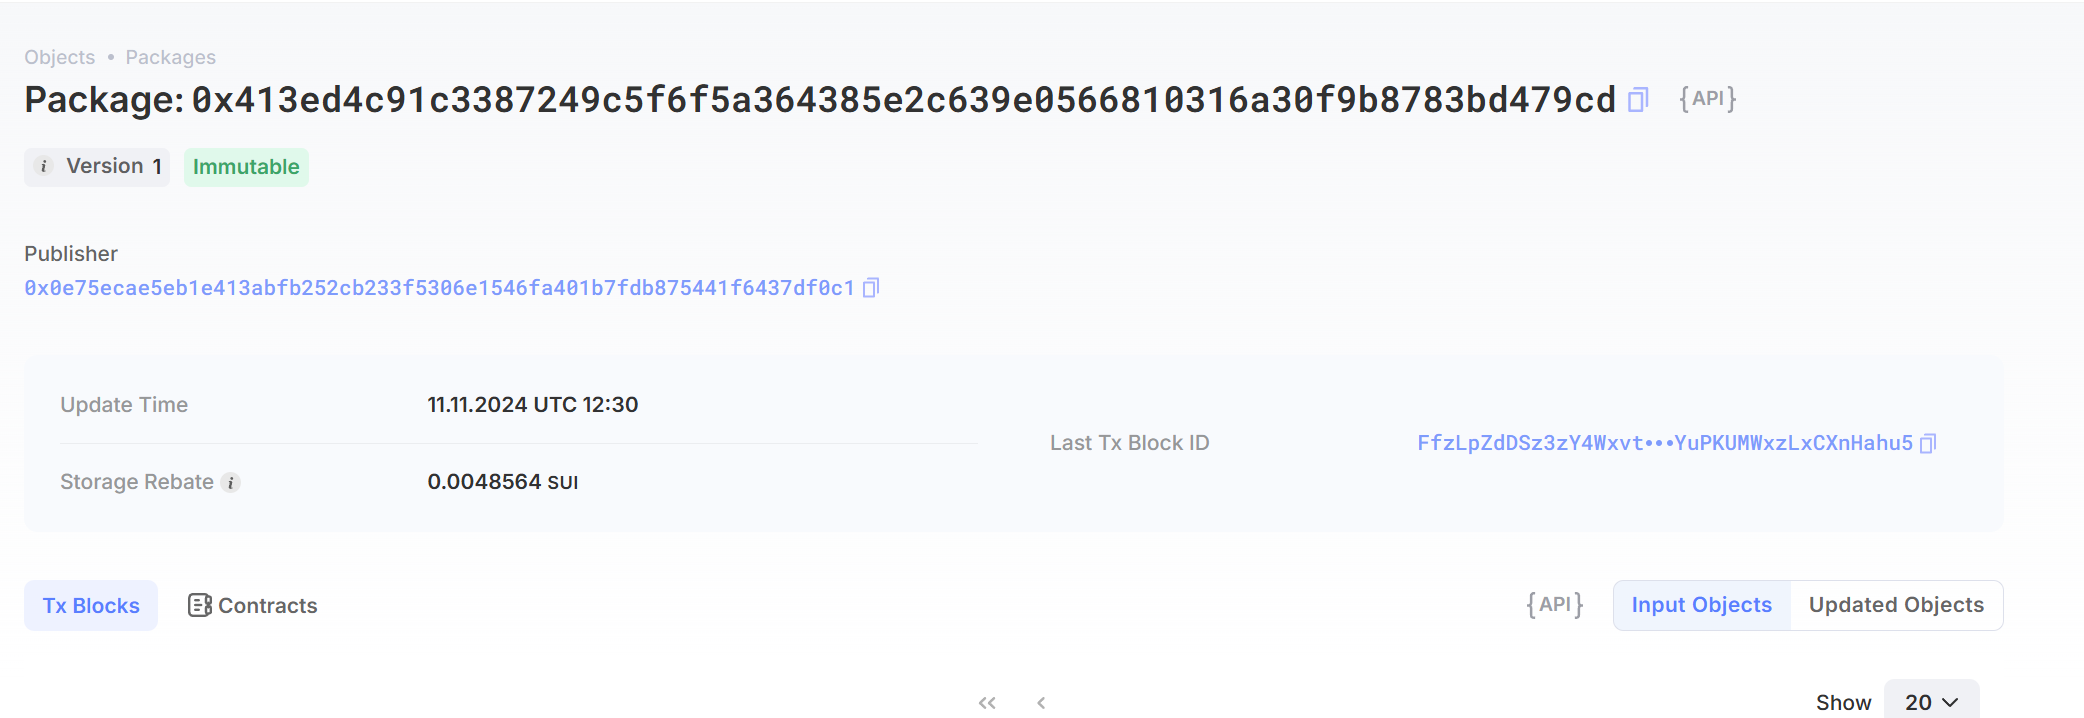 Objects • Packages
Package: 0x413ed4c91c3387249c5f6f5a364385e2c639e0566810316a30f9b8783bd479cd {API}
i Version 1 Immutable
Publisher
0x0e75ecae5eb1e413abfb252cb233f5306e1546fa401b7fdb875441f6437df0c1
Update Time 11.11.2024 UTC 12:30
Last Tx Block ID FfzLpZdDSz3zY4Wxvt•••YuPKUMWxzLxCXnHahu5
Storage Rebate i 0.0048564 SUI
Tx Blocks Contracts {API} Input Objects Updated Objects
Show 20